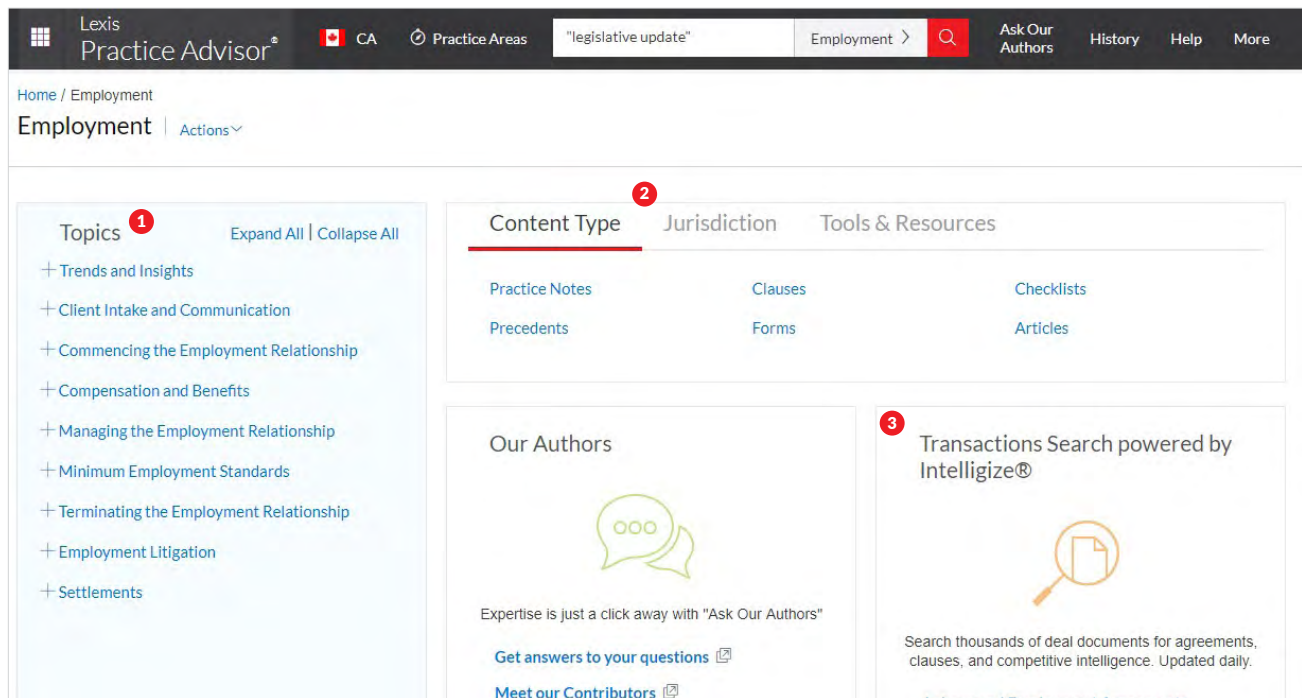 Lexis
Practice Advisor®
CA
Practice Areas
"legislative update"
Employment
Ask Our
Authors
History
Help
More
Home / Employment
Employment
Actions
1
Topics
Expand All | Collapse All
Trends and Insights
Client Intake and Communication
Commencing the Employment Relationship
Compensation and Benefits
Managing the Employment Relationship
Minimum Employment Standards
Terminating the Employment Relationship
Employment Litigation
Settlements
2
Content Type
Jurisdiction
Tools & Resources
Practice Notes
Clauses
Checklists
Precedents
Forms
Articles
Our Authors
Expertise is just a click away with "Ask Our Authors"
Get answers to your questions
Meet our Contributors
3
Transactions Search powered by
Intelligize®
Search thousands of deal documents for agreements,
clauses, and competitive intelligence. Updated daily.